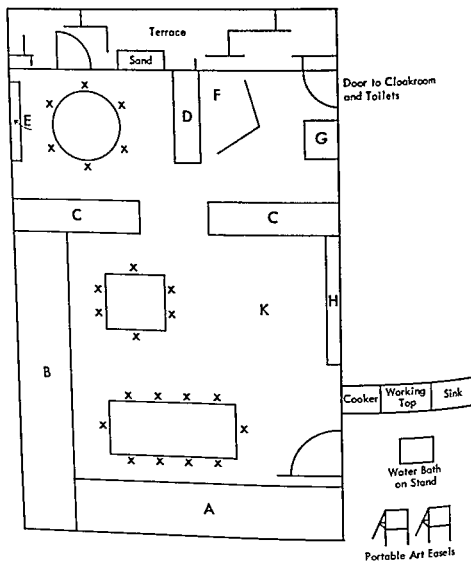 Terrace
Sand
Door to Cloakroom
and Toilets
F
D
E
G
C
C
x
x
x
x
x
x
x
x
x
x
x
H
K
B
x
x
x
x
x
x
x
x
x
x
Cooker
Working
Top
Sink
Water Bath
on Stand
A
Portable Art Easels